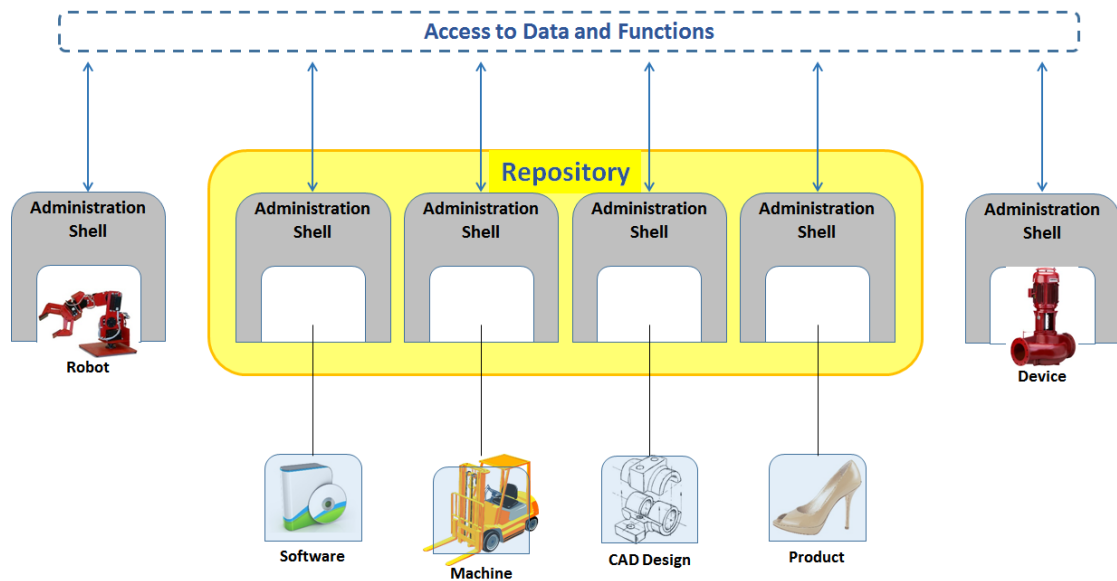 Access to Data and Functions
Repository
Administration
Shell
Administration
Shell
Administration
Shell
Administration
Shell
Administration
Shell
Administration
Shell
Robot
Device
Software
Machine
CAD Design
Product